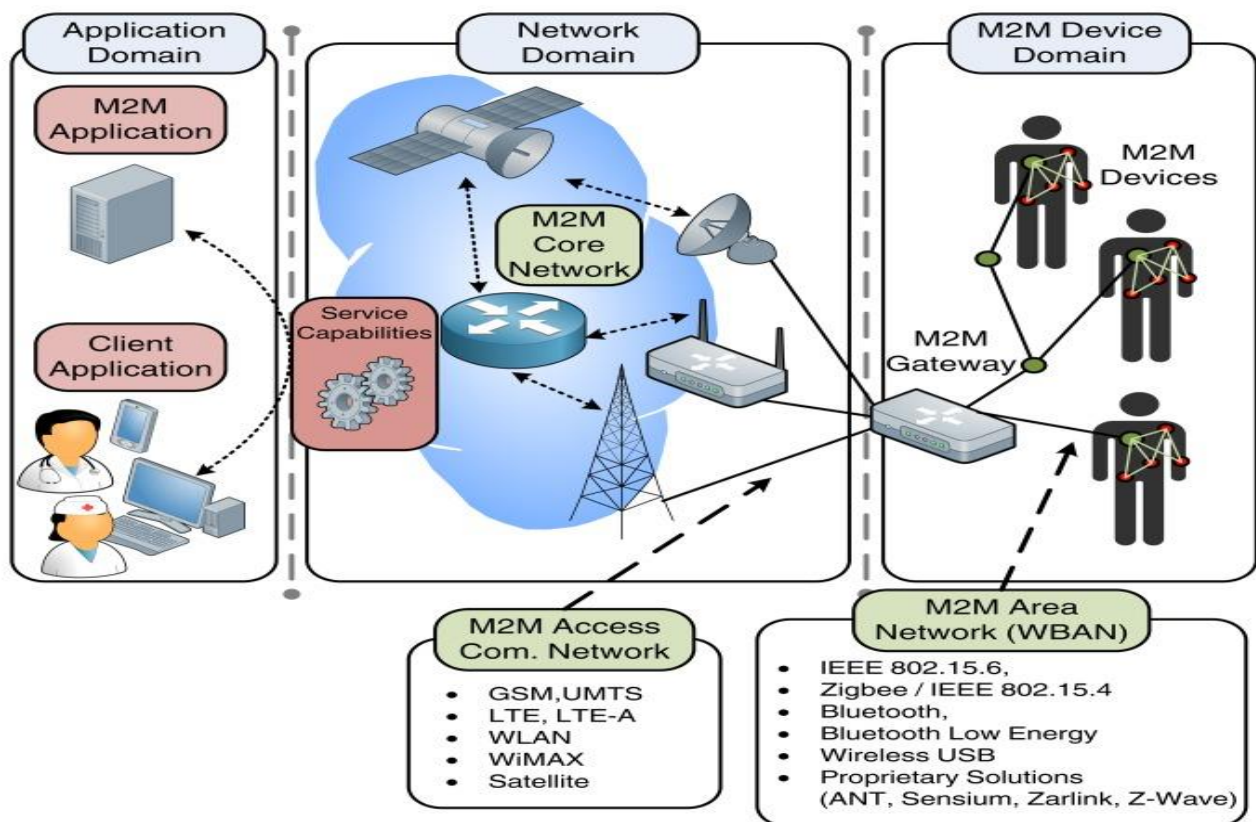 Application
Domain
Network
Domain
M2M Device
Domain
M2M
Application
Client
Application
Service
Capabilities
M2M
Core
Network
M2M
Devices
M2M
Gateway
M2M Access
Com. Network
• GSM,UMTS
• LTE, LTE-A
• WLAN
• WiMAX
• Satellite
M2M Area
Network (WBAN)
• IEEE 802.15.6,
• Zigbee / IEEE 802.15.4
• Bluetooth,
• Bluetooth Low Energy
• Wireless USB
• Proprietary Solutions
(ANT, Sensium, Zarlink, Z-Wave)